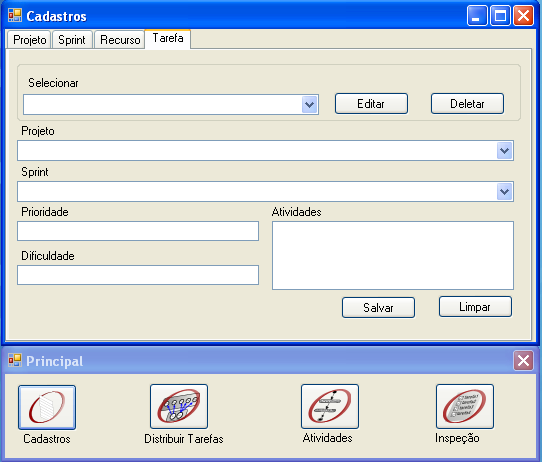 Cadastros
Projeto Sprint Recurso Tarefa
Selecionar
Editar Deletar
Projeto
Sprint
Prioridade Atividades
Dificuldade
Salvar Limpar
Principal
Cadastros Distribuir Tarefas Atividades Inspeção